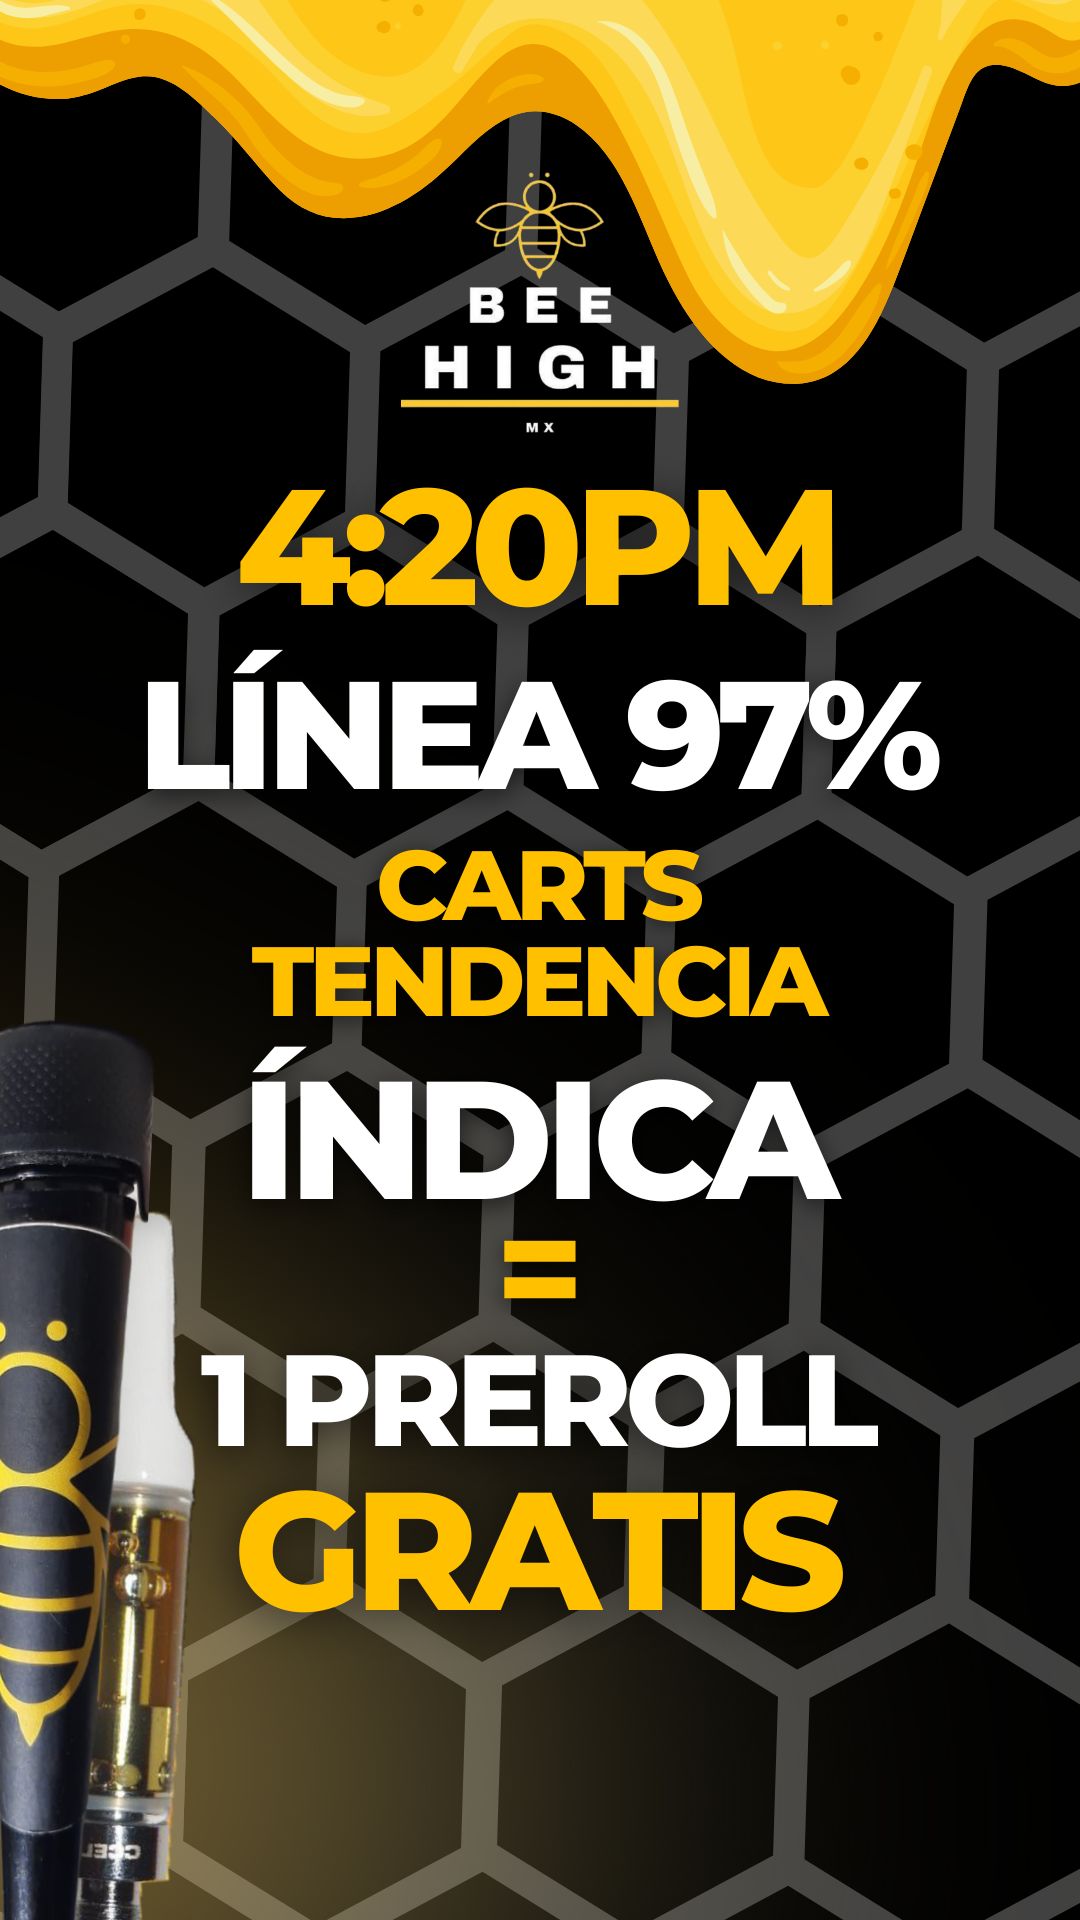 BEE
HIGH
MX
4:20PM
LÍNEA 97%
CARTS
TENDENCIA
ÍNDICA
=
1 PREROLL
GRATIS